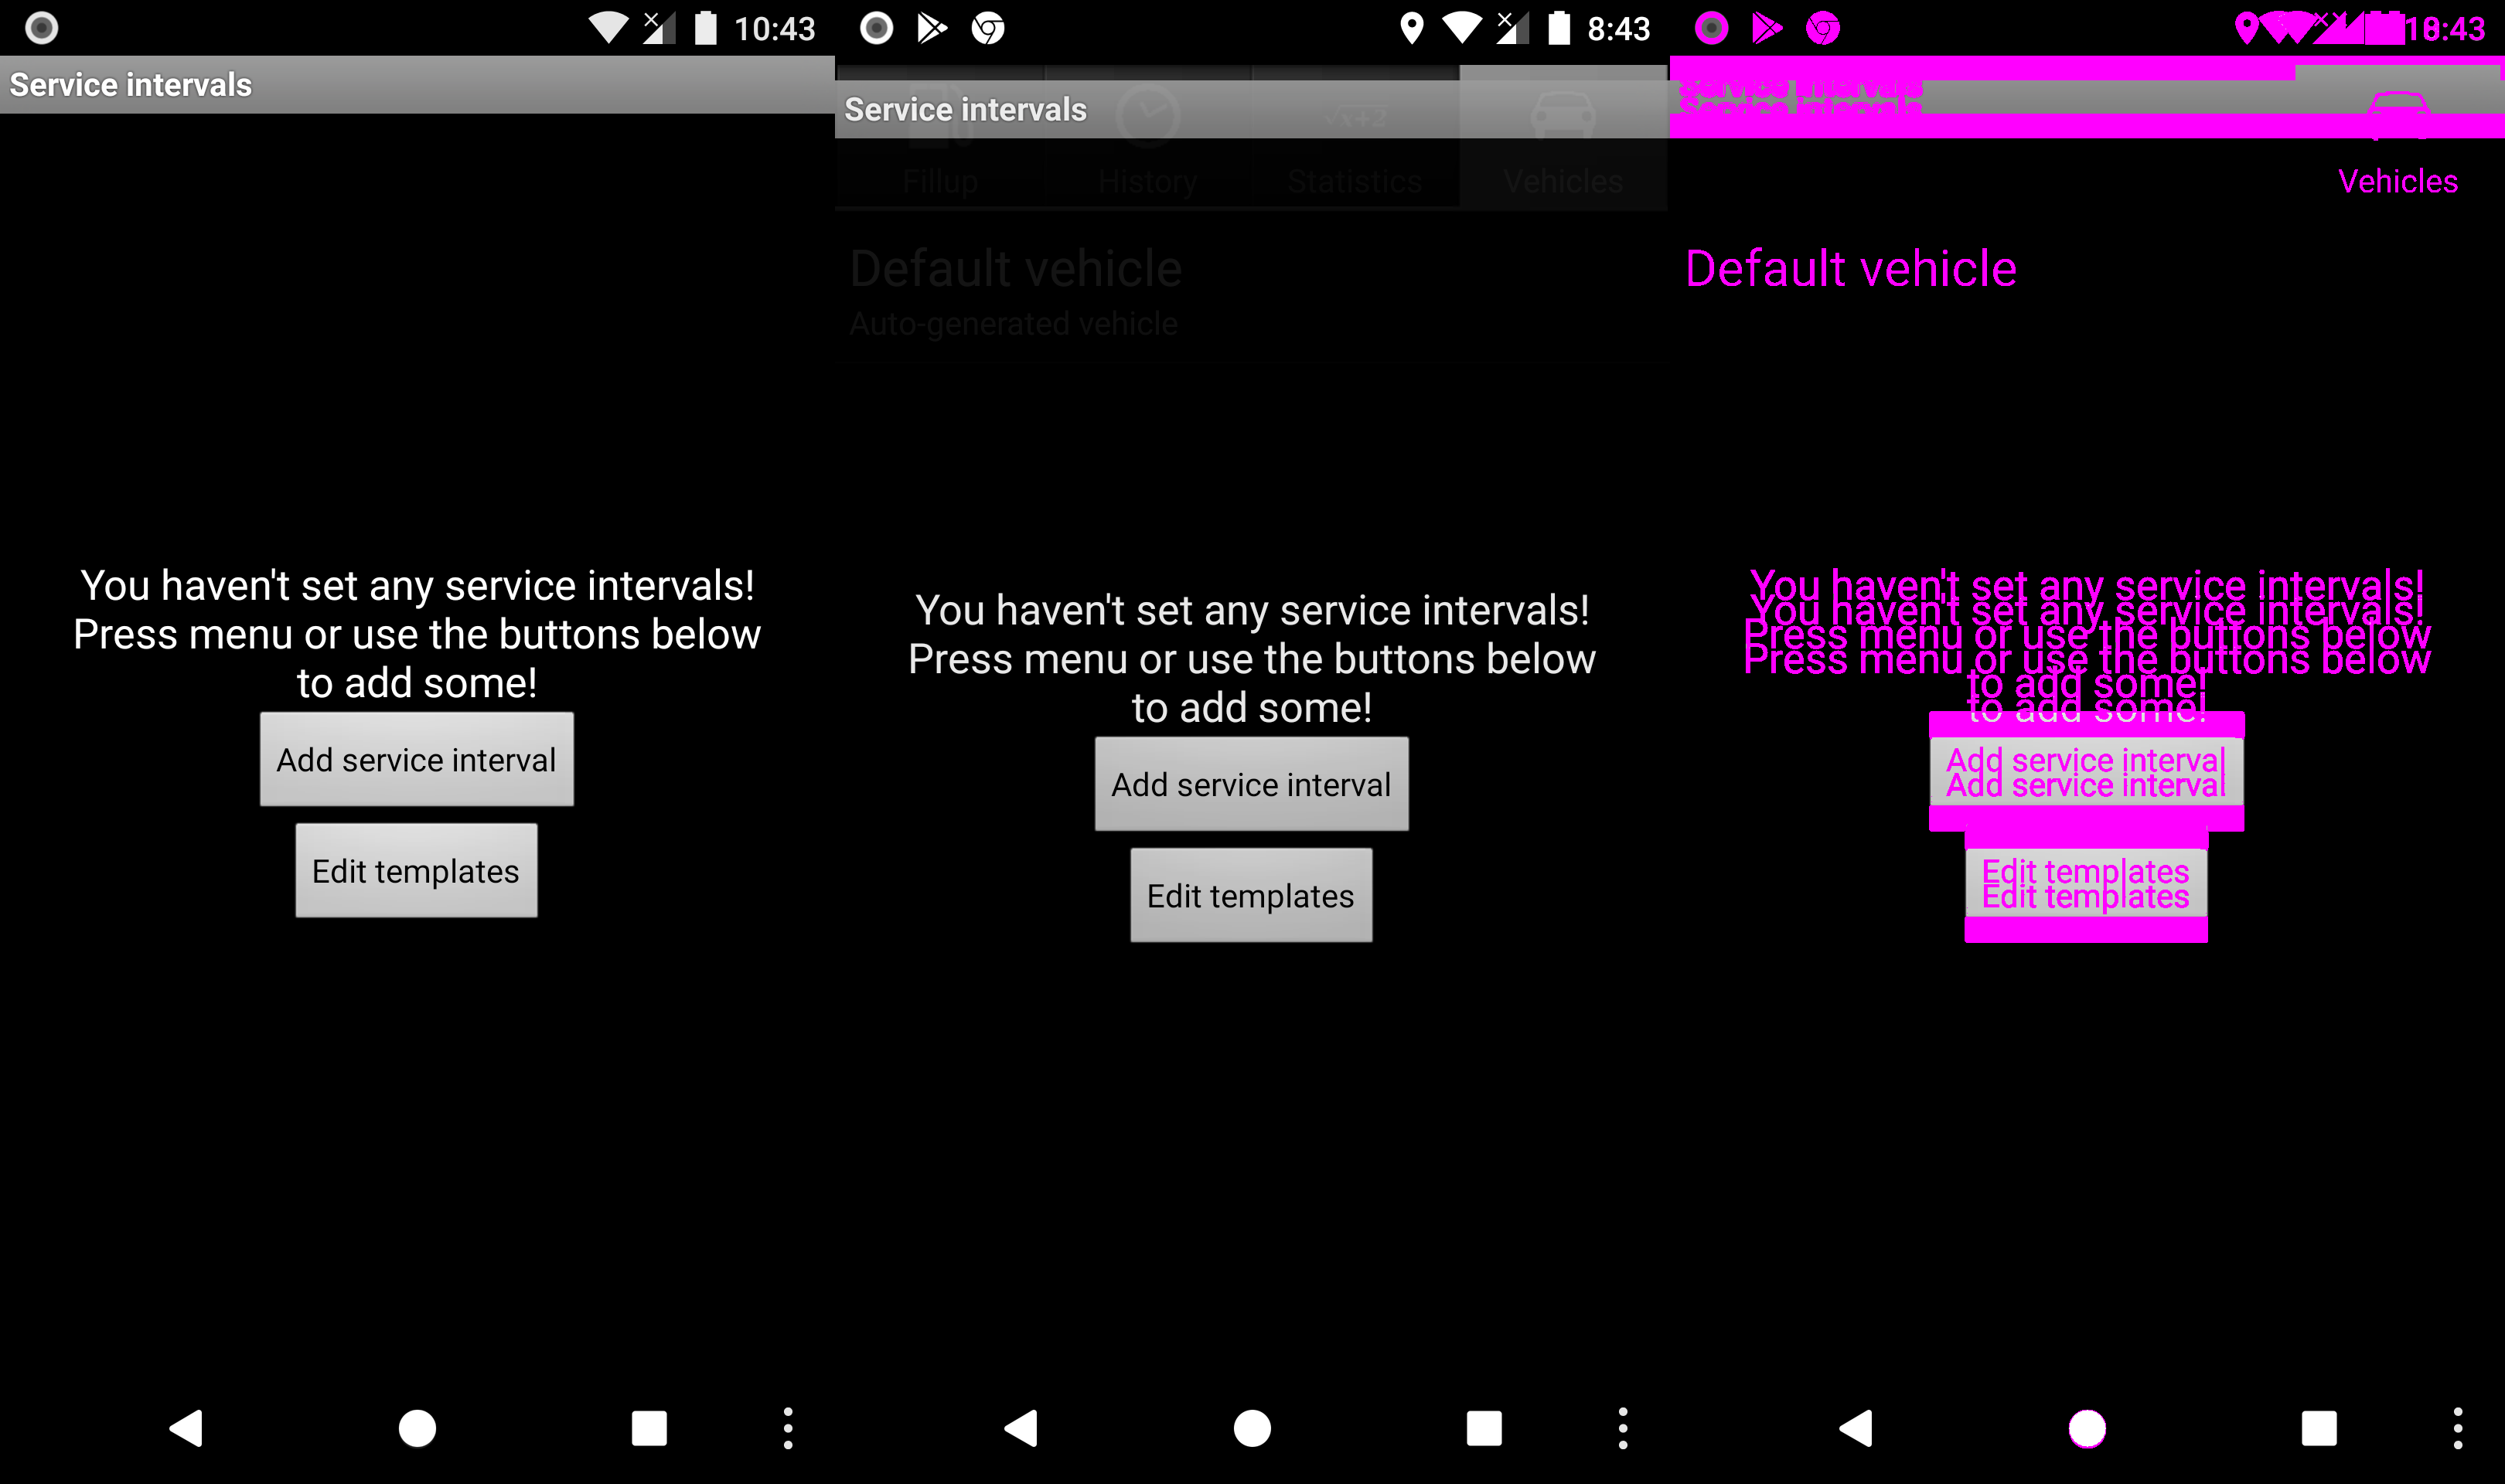 10:43
Service intervals
You haven't set any service intervals!
Press menu or use the buttons below
to add some!
Add service interval
Edit templates
8:43
Service intervals
Fillup
History
√x+2
Statistics
Vehicles
Default vehicle
Auto-generated vehicle
You haven't set any service intervals!
Press menu or use the buttons below
to add some!
Add service interval
Edit templates
:43
Service intervals
Service intervals
Vehicles
Default vehicle
You haven't set any service intervals!
You haven't set any service intervals!
Press menu or use the buttons below
Press menu or use the buttons below
to add some!
to add some!
Add service interval
Add service interval
Edit templates
Edit templates